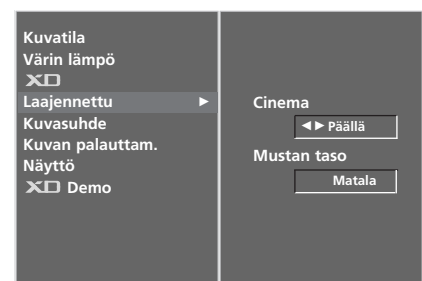 Kuvatila
Värin lämpö
XD
Laajennettu ►
Kuvasuhde
Kuvan palauttam.
Näyttö
XD Demo
Cinema
◄► Päällä
Mustan taso
Matala